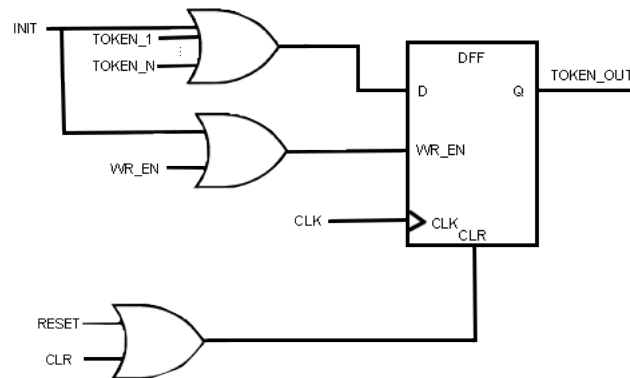 INIT
TOKEN_1
TOKEN_N
DFF
TOKEN_OUT
D
Q
WR_EN
WR_EN
CLK
CLK
CLR
RESET
CLR